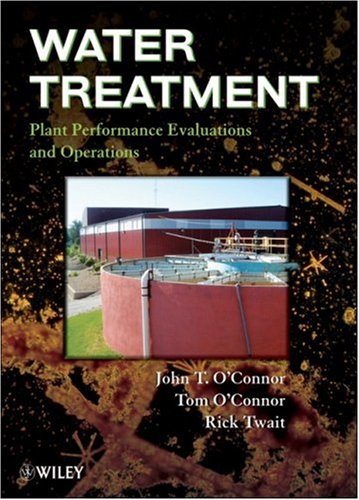 WATER
TREATMENT
Plant Performance Evaluations
and Operations
John T. O'Connor
Tom O'Connor
Rick Twait
WILEY